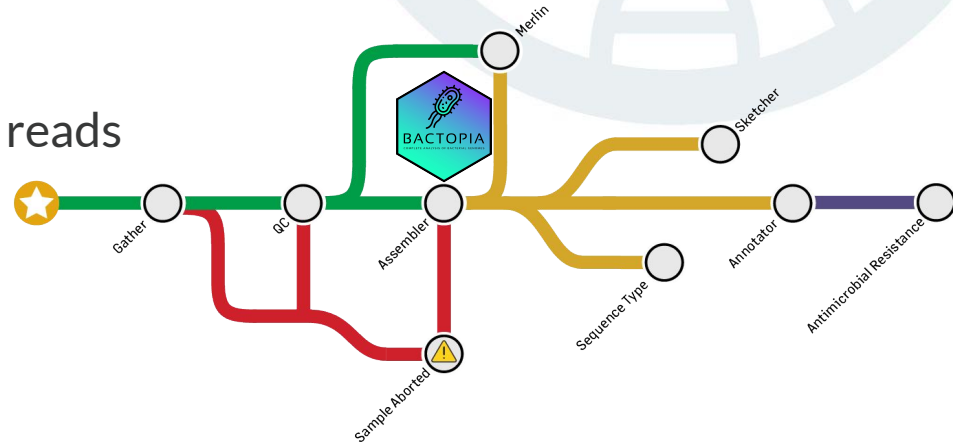 Merlin
reads
BACTOPIA
COMPLETE ANALYSIS OF BACTERIAL GENOMES
Sketcher
Gather
QC
Assembler
Sequence Type
Annotator
Antimicrobial Resistance
Sample Aborted